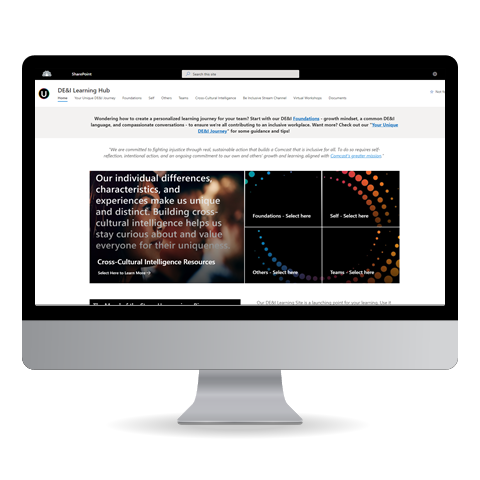 SharePoint
Search this site
DE&I Learning Hub
Home Your Unique DE&I Journey Foundations Self Others Teams Cross-Cultural Intelligence Be Inclusive Stream Channel Virtual Workshops Documents
Wondering how to create a personalized learning journey for your team? Start with our DE&I Foundations - growth mindset, a common DE&I
language, and compassionate conversations - to ensure we're all contributing to an inclusive workplace. Want more? Check out our "Your Unique
DE&I Journey" for some guidance and tips!
"We are committed to fighting injustice through real, sustainable action that builds a Comcast that is inclusive for all. To do so requires self-
reflection, intentional action, and an ongoing commitment to our own and others' growth and learning aligned with Comcast's greater mission."
Our individual differences,
characteristics, and
experiences make us unique
and distinct. Building cross-
cultural intelligence helps us
stay curious about and value
everyone for their uniqueness.
Cross-Cultural Intelligence Resources
Select Here to Learn More
Foundations - Select here
Self - Select here
Others - Select here
Teams - Select here
Our DE&I Learning Site is a launching point for your learning. Use it